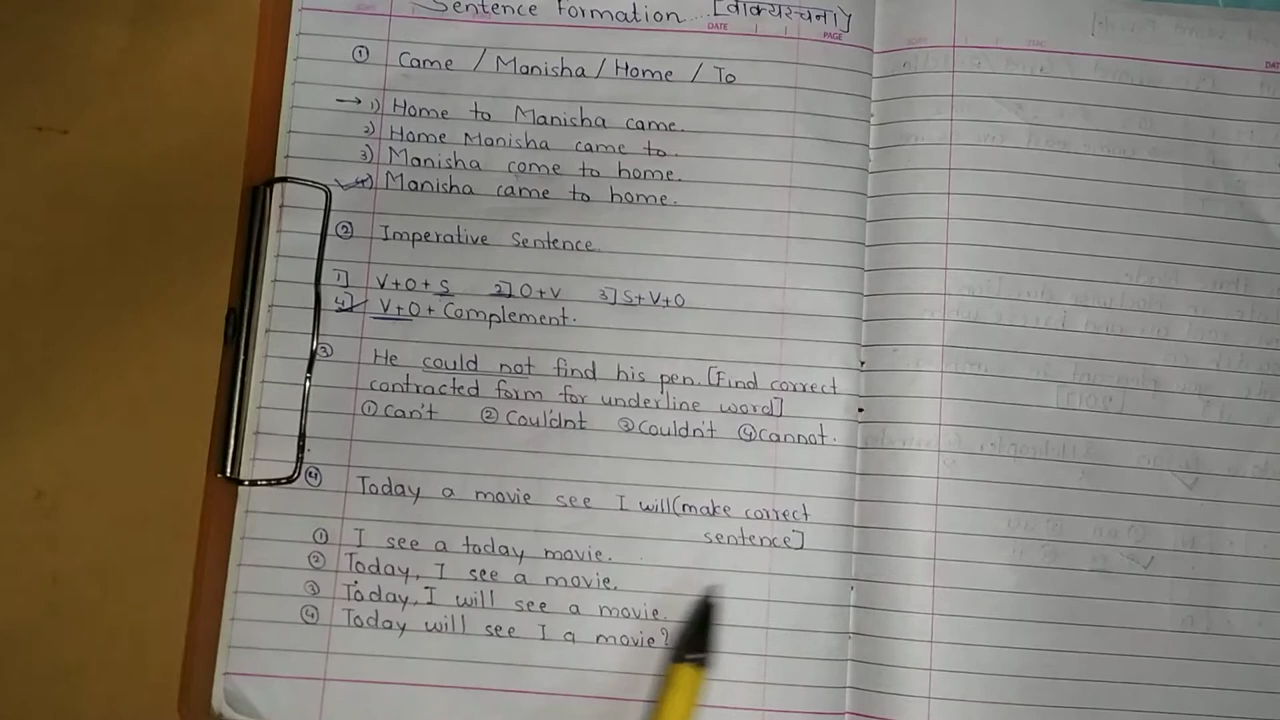 Sentence Formation [वाक्यरचना]
DATE
PAGE
① Came / Manisha / Home / To
→ 1) Home to Manisha came.
2) Home Manisha came to.
3) Manisha come to home.
4) Manisha came to home.
② Imperative Sentence.
1] V+O+S 2] O+V 3] S+V+O
4] V+O + Complement.
③ He could not find his pen. [Find correct
contracted form for underline word]
① can't ② Could'nt ③ Couldn't ④ cannot.
④ Today a movie see I will (make correct
sentence]
① I see a today movie.
② Today, I see a movie.
③ Today, I will see a movie.
④ Today will see I a movie?